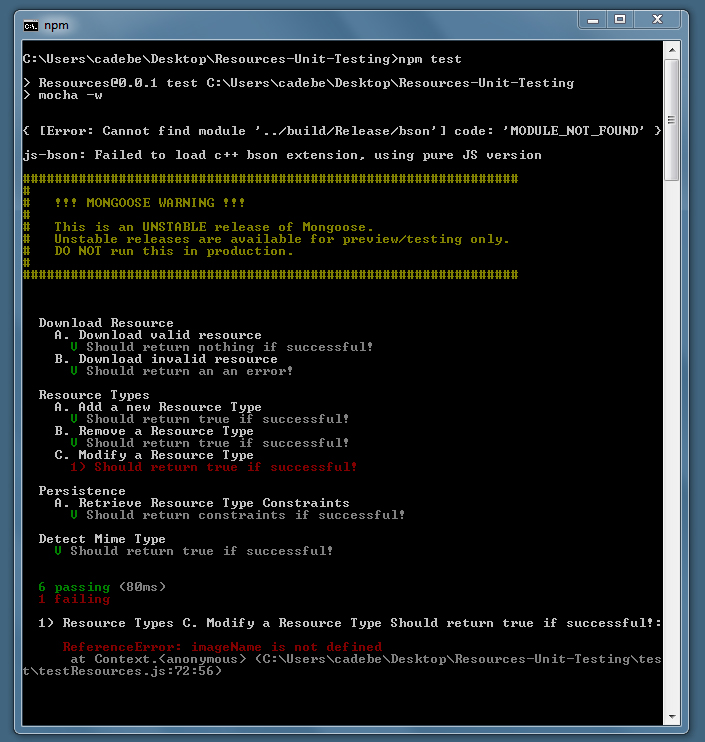 npm
C:\Users\cadebe\Desktop\Resources-Unit-Testing>npm test
> Resources@0.0.1 test C:\Users\cadebe\Desktop\Resources-Unit-Testing
> mocha -w
{ [Error: Cannot find module '../build/Release/bson'] code: 'MODULE_NOT_FOUND' }
js-bson: Failed to load c++ bson extension, using pure JS version
##############################################################
#
#   !!! MONGOOSE WARNING !!!
#
#   This is an UNSTABLE release of Mongoose.
#   Unstable releases are available for preview/testing only.
#   DO NOT run this in production.
#
##############################################################
Download Resource
A. Download valid resource
V Should return nothing if successful!
B. Download invalid resource
V Should return an an error!
Resource Types
A. Add a new Resource Type
V Should return true if successful!
B. Remove a Resource Type
V Should return true if successful!
C. Modify a Resource Type
1) Should return true if successful!
Persistence
A. Retrieve Resource Type Constraints
V Should return constraints if successful!
Detect Mime Type
V Should return true if successful!
6 passing (80ms)
1 failing
1) Resource Types C. Modify a Resource Type Should return true if successful!:
ReferenceError: imageName is not defined
at Context.<anonymous> (C:\Users\cadebe\Desktop\Resources-Unit-Testing\tes
t\testResources.js:72:56)